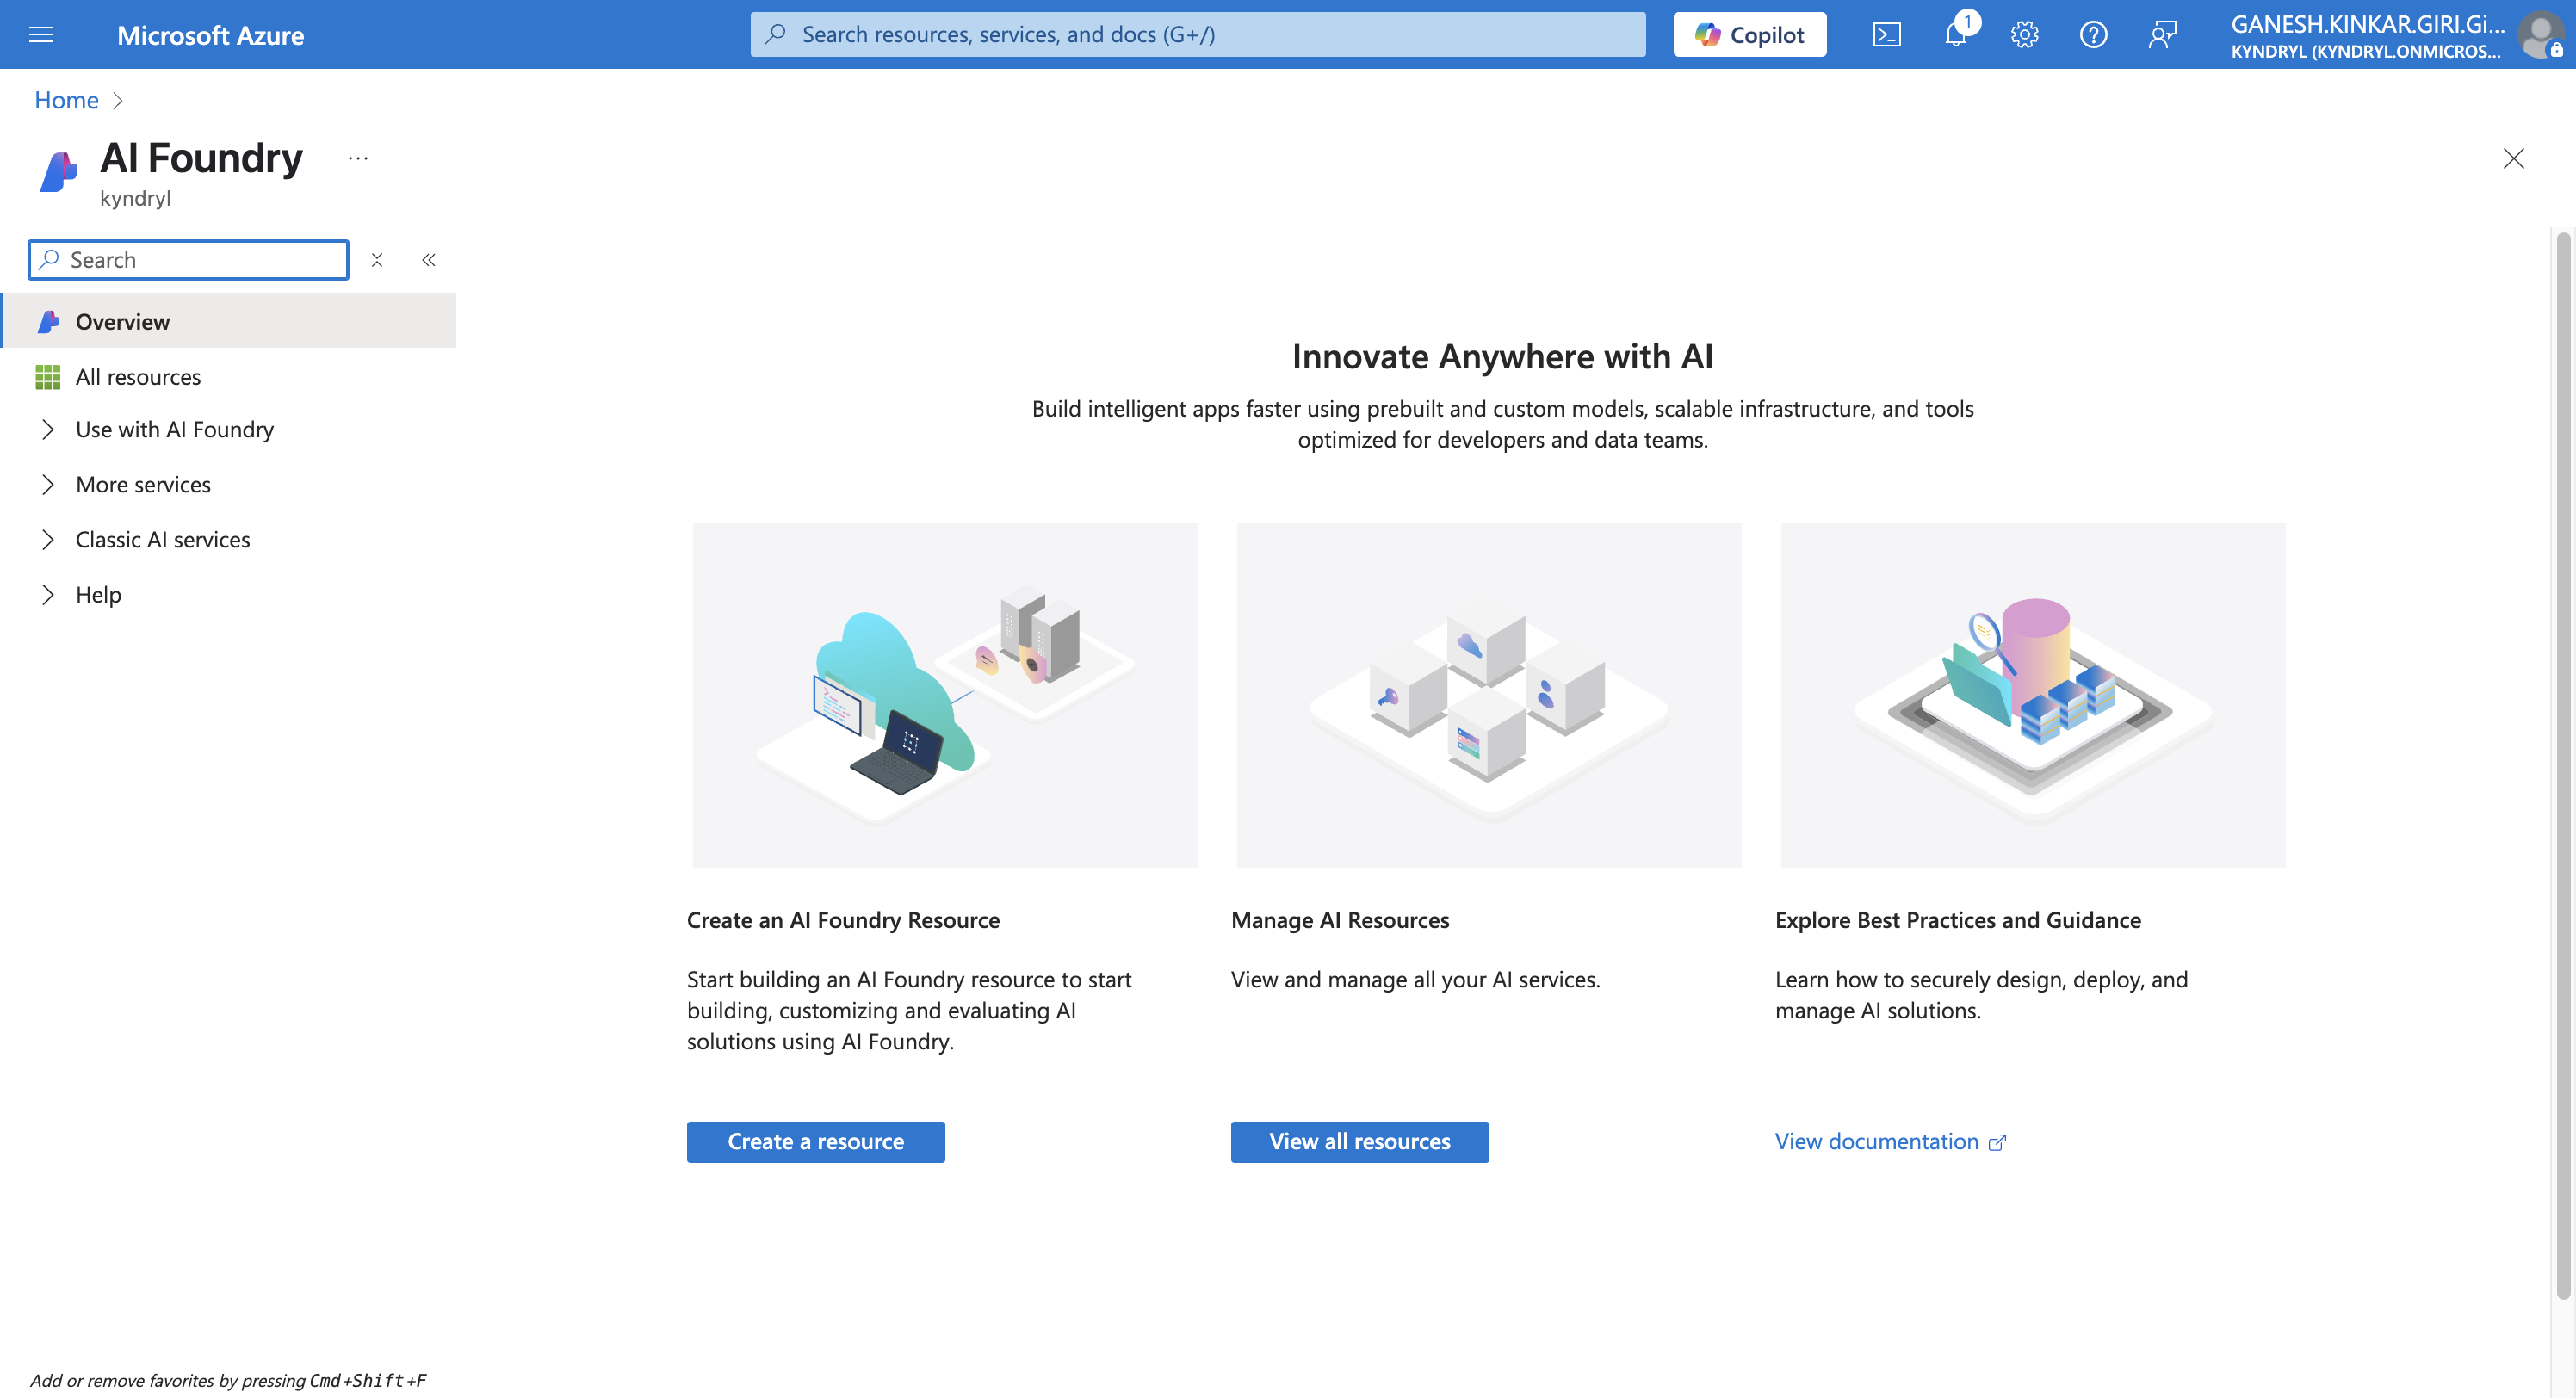 Microsoft Azure
Search resources, services, and docs (G+/)
Copilot
1
GANESH.KINKAR.GIRI.Gi...
KYNDRYL (KYNDRYL.ONMICROS...
Home
AI Foundry
...
kyndryl
Search
Overview
All resources
Use with AI Foundry
More services
Classic AI services
Help
Innovate Anywhere with AI
Build intelligent apps faster using prebuilt and custom models, scalable infrastructure, and tools
optimized for developers and data teams.
Create an AI Foundry Resource
Start building an AI Foundry resource to start
building, customizing and evaluating AI
solutions using AI Foundry.
Create a resource
Manage AI Resources
View and manage all your AI services.
View all resources
Explore Best Practices and Guidance
Learn how to securely design, deploy, and
manage AI solutions.
View documentation
Add or remove favorites by pressing Cmd+Shift+F